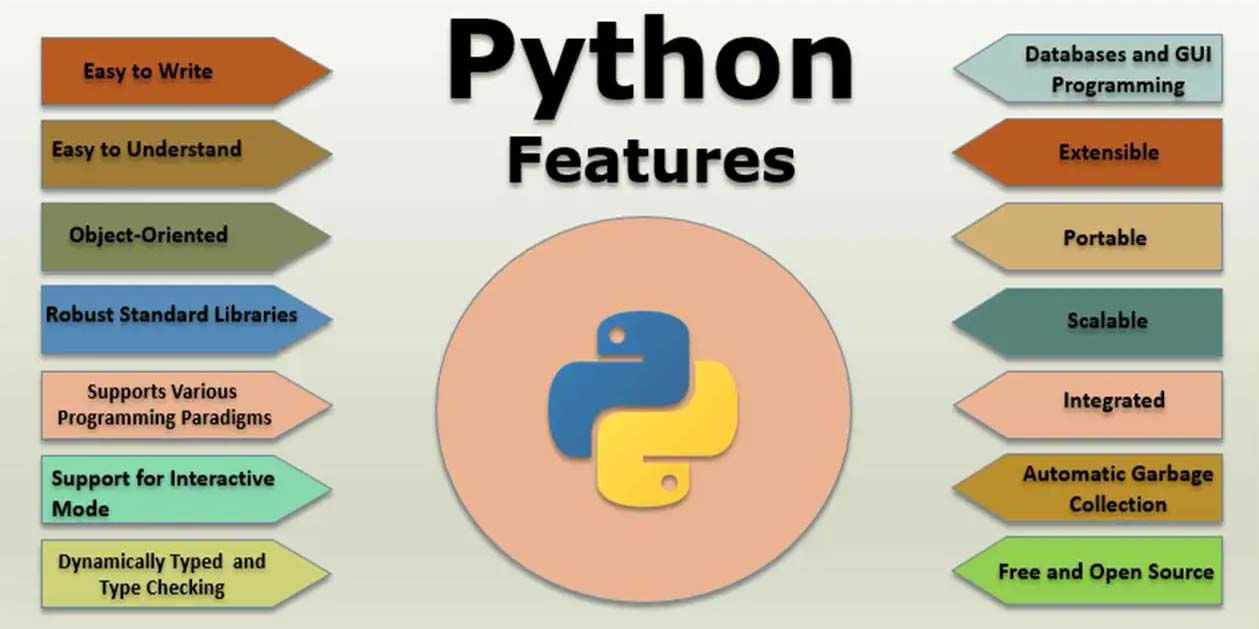 Python
Features
Easy to Write
Easy to Understand
Object-Oriented
Robust Standard Libraries
Supports Various
Programming Paradigms
Support for Interactive
Mode
Dynamically Typed and
Type Checking
Databases and GUI
Programming
Extensible
Portable
Scalable
Integrated
Automatic Garbage
Collection
Free and Open Source